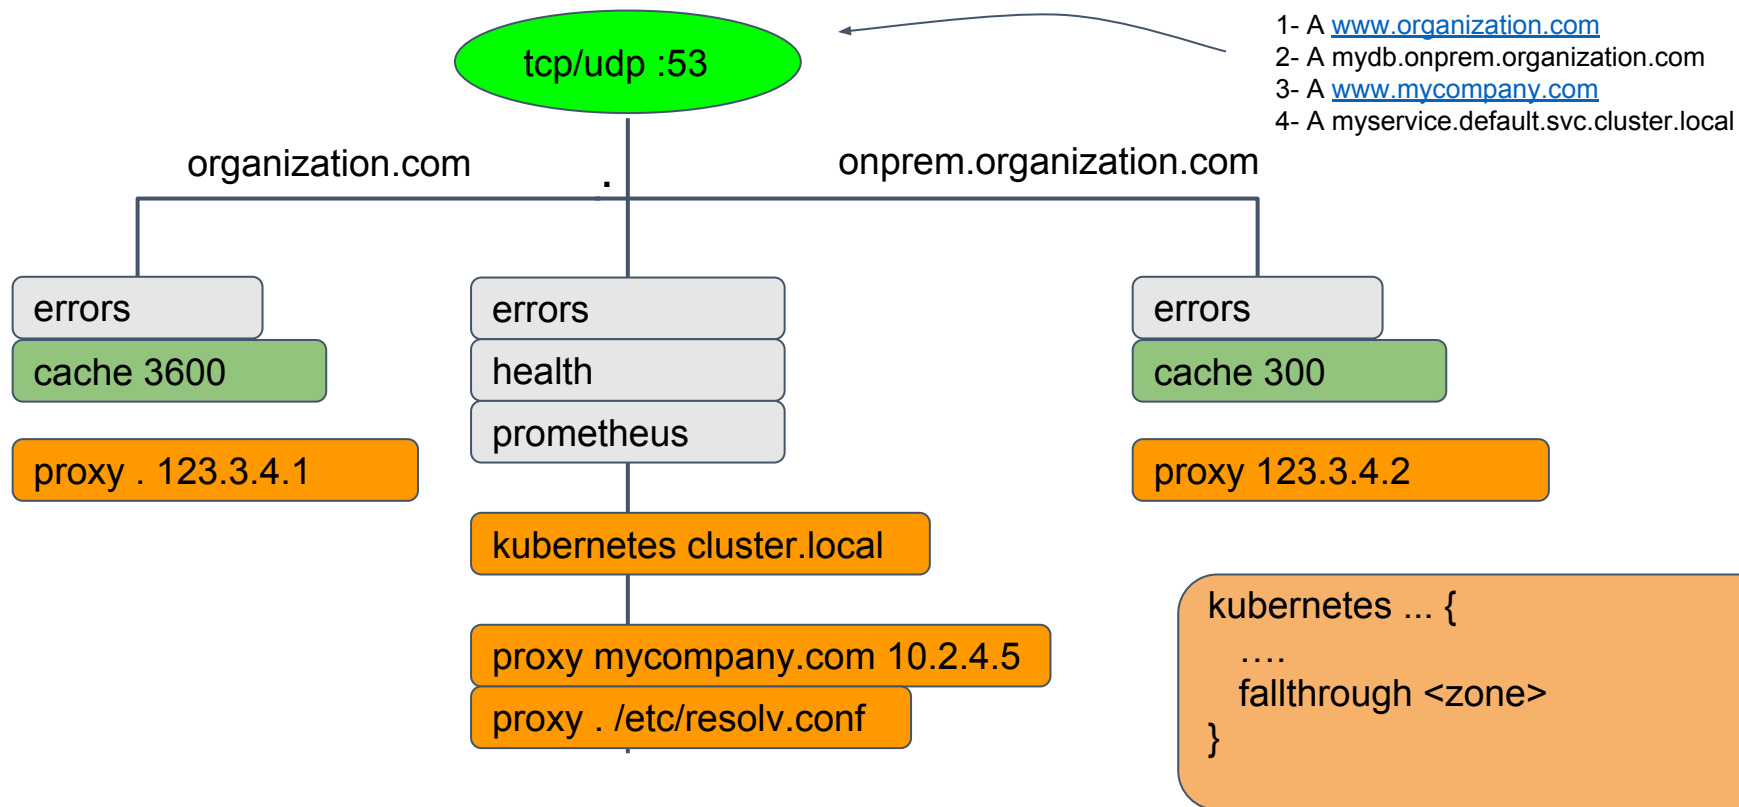 tcp/udp :53
1- A www.organization.com
2- A mydb.onprem.organization.com
3- A www.mycompany.com
4- A myservice.default.svc.cluster.local
organization.com
.
onprem.organization.com
errors
cache 3600
proxy . 123.3.4.1
errors
health
prometheus
kubernetes cluster.local
proxy mycompany.com 10.2.4.5
proxy . /etc/resolv.conf
errors
cache 300
proxy 123.3.4.2
kubernetes ... {
....
fallthrough <zone>
}